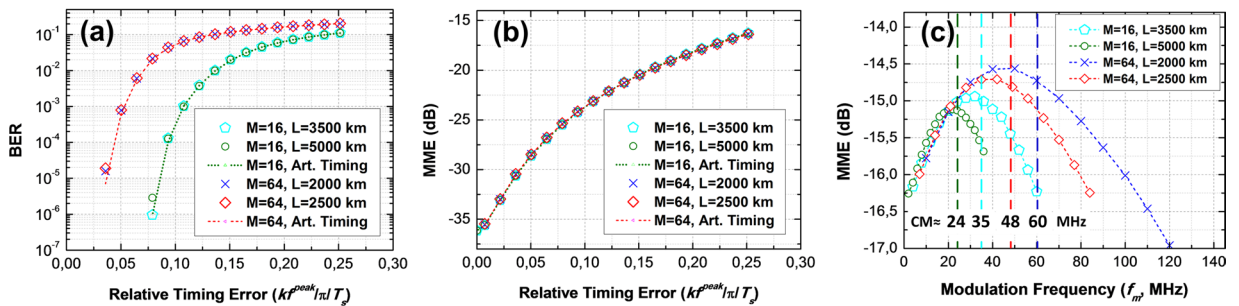 (a)
BER
10⁻¹
10⁻²
10⁻³
10⁻⁴
10⁻⁵
10⁻⁶
10⁻⁷
M=16, L=3500 km
M=16, L=5000 km
M=16, Art. Timing
M=64, L=2000 km
M=64, L=2500 km
M=64, Art. Timing
0,00 0,05 0,10 0,15 0,20 0,25 0,30
Relative Timing Error (kf^peak/π/T_s)
(b)
MME (dB)
-15
-20
-25
-30
-35
M=16, L=3500 km
M=16, L=5000 km
M=16, Art. Timing
M=64, L=2000 km
M=64, L=2500 km
M=64, Art. Timing
0,00 0,05 0,10 0,15 0,20 0,25 0,30
Relative Timing Error (kf^peak/π/T_s)
(c)
MME (dB)
-14,0
-14,5
-15,0
-15,5
-16,0
-16,5
-17,0
M=16, L=3500 km
M=16, L=5000 km
M=64, L=2000 km
M=64, L=2500 km
CM≈ 24 35 48 60 MHz
0 20 40 60 80 100 120 140
Modulation Frequency (f_m, MHz)